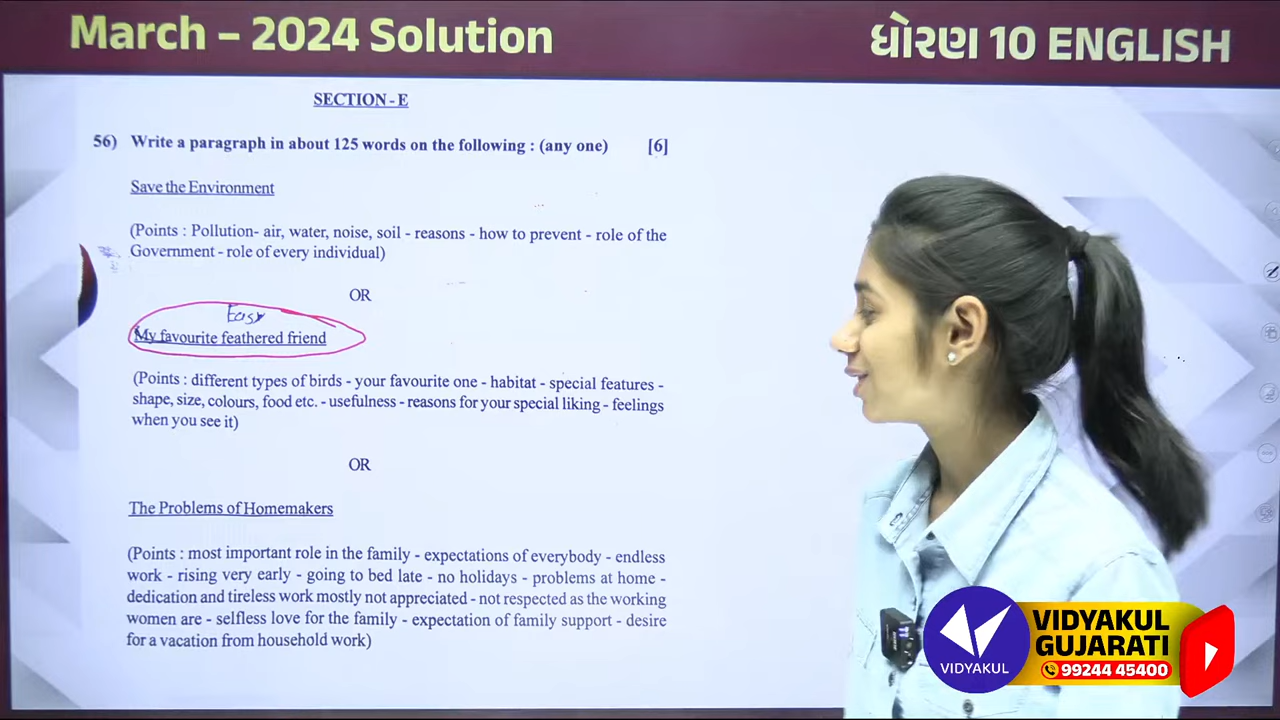 March – 2024 Solution
ધોરણ 10 ENGLISH
SECTION - E
56) Write a paragraph in about 125 words on the following : (any one) [6]
Save the Environment
(Points : Pollution- air, water, noise, soil - reasons - how to prevent - role of the
Government - role of every individual)
OR
Easy
My favourite feathered friend
(Points : different types of birds - your favourite one - habitat - special features -
shape, size, colours, food etc. - usefulness - reasons for your special liking - feelings
when you see it)
OR
The Problems of Homemakers
(Points : most important role in the family - expectations of everybody - endless
work - rising very early - going to bed late - no holidays - problems at home -
dedication and tireless work mostly not appreciated - not respected as the working
women are - selfless love for the family - expectation of family support - desire
for a vacation from household work)
VIDYAKUL
VIDYAKUL
GUJARATI
99244 45400